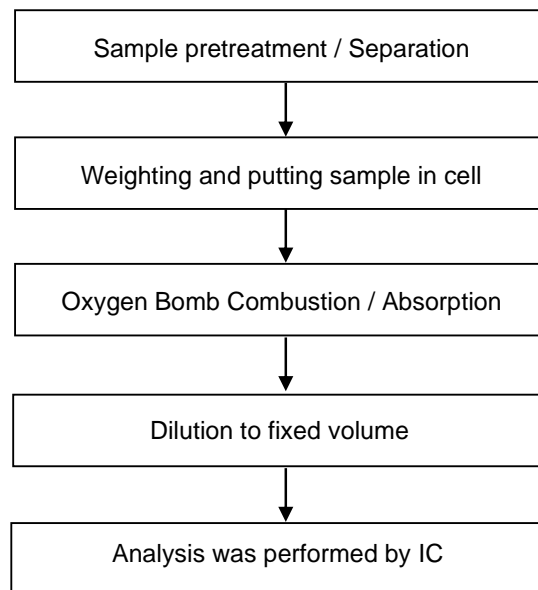 Sample pretreatment / Separation
Weighting and putting sample in cell
Oxygen Bomb Combustion / Absorption
Dilution to fixed volume
Analysis was performed by IC